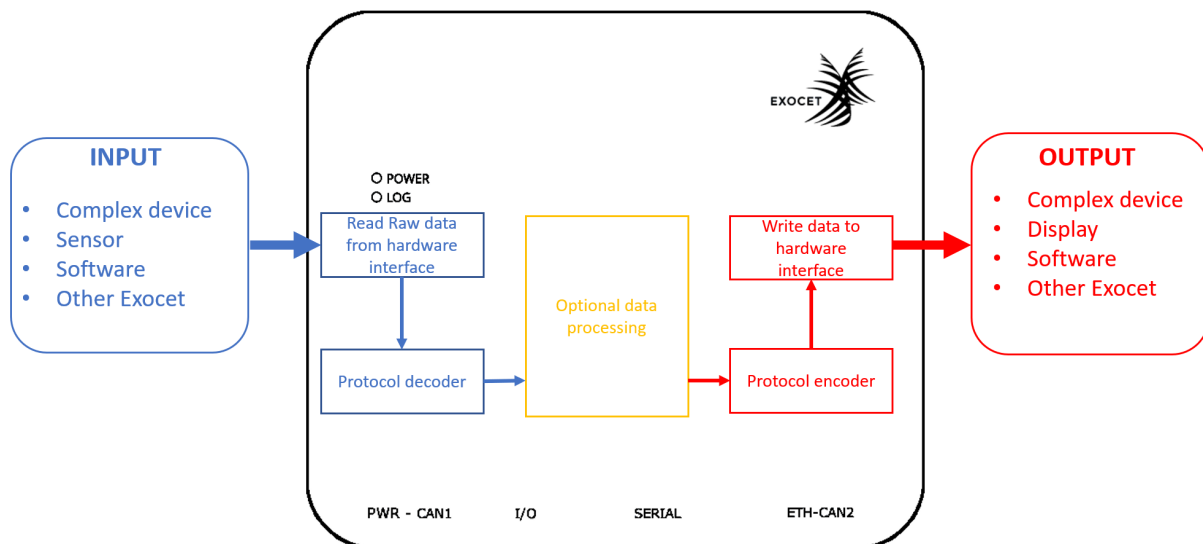 EXOCET
INPUT
• Complex device
• Sensor
• Software
• Other Exocet
POWER
LOG
Read Raw data
from hardware
interface
Protocol decoder
Optional data
processing
Write data to
hardware
interface
Protocol encoder
OUTPUT
• Complex device
• Display
• Software
• Other Exocet
PWR - CAN1
I/O
SERIAL
ETH-CAN2